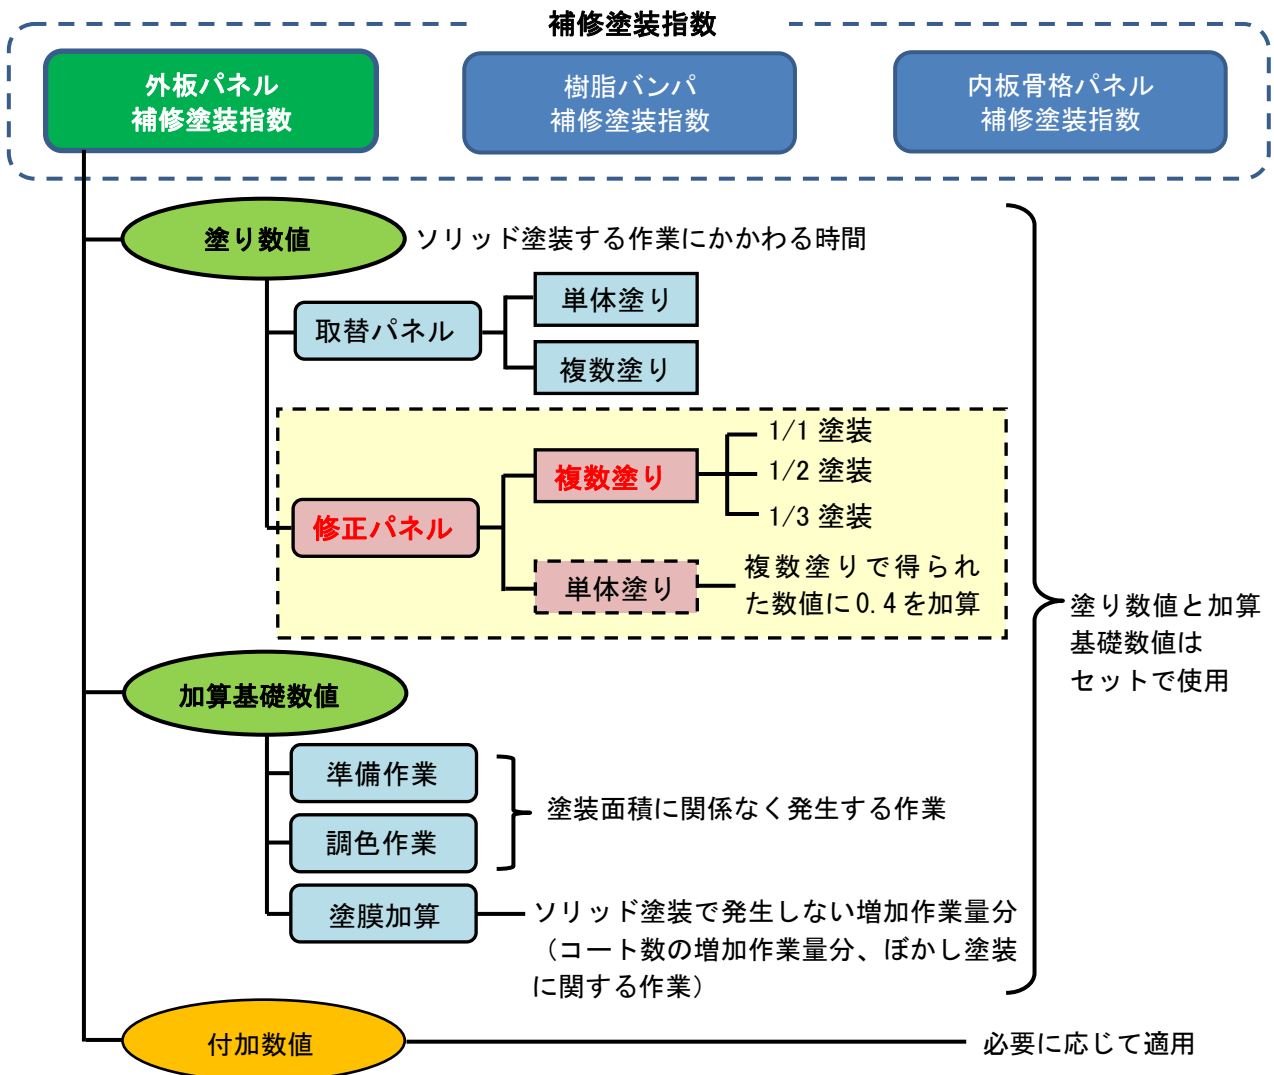 補修塗装指数
外板パネル
補修塗装指数
樹脂バンパ
補修塗装指数
内板骨格パネル
補修塗装指数
塗り数値
ソリッド塗装する作業にかかわる時間
取替パネル
単体塗り
複数塗り
修正パネル
複数塗り
1/1 塗装
1/2 塗装
1/3 塗装
単体塗り
複数塗りで得られ
た数値に0.4を加算
塗り数値と加算
基礎数値は
セットで使用
加算基礎数値
準備作業
調色作業
塗装面積に関係なく発生する作業
塗膜加算
ソリッド塗装で発生しない増加作業量分
（コート数の増加作業量分、ぼかし塗装
に関する作業）
付加数値
必要に応じて適用